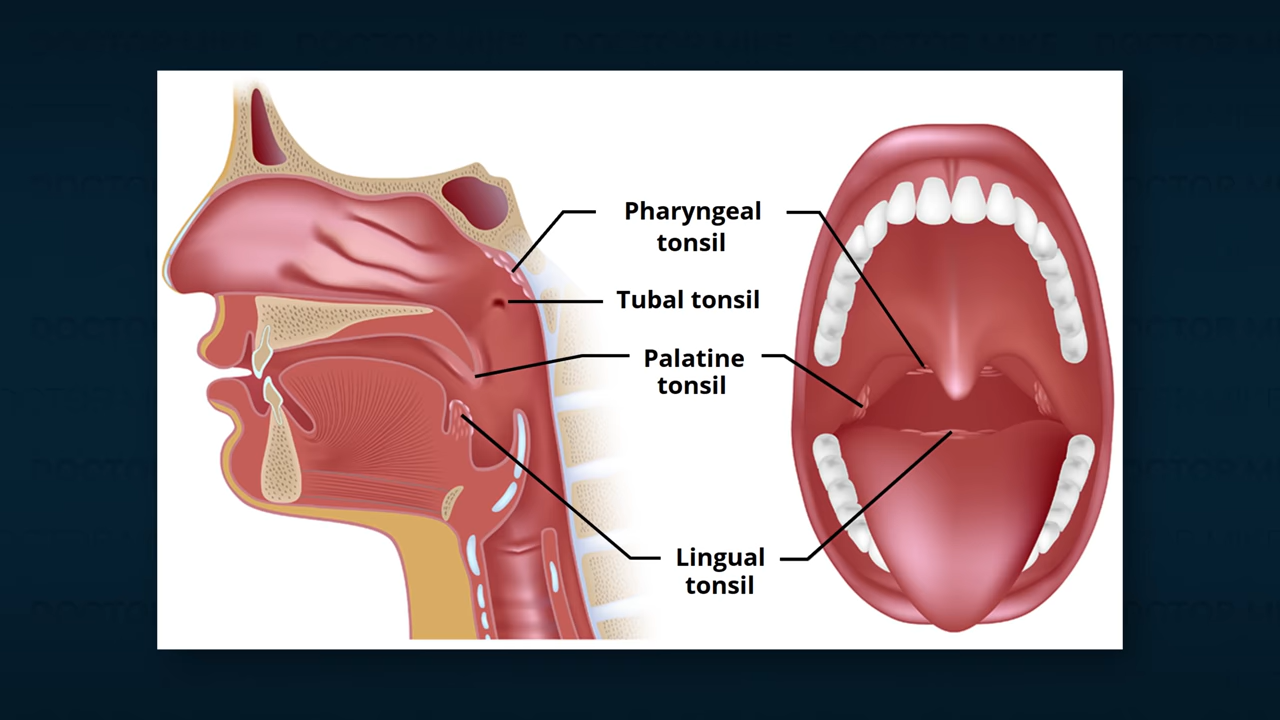 Pharyngeal
tonsil
Tubal tonsil
Palatine
tonsil
Lingual
tonsil